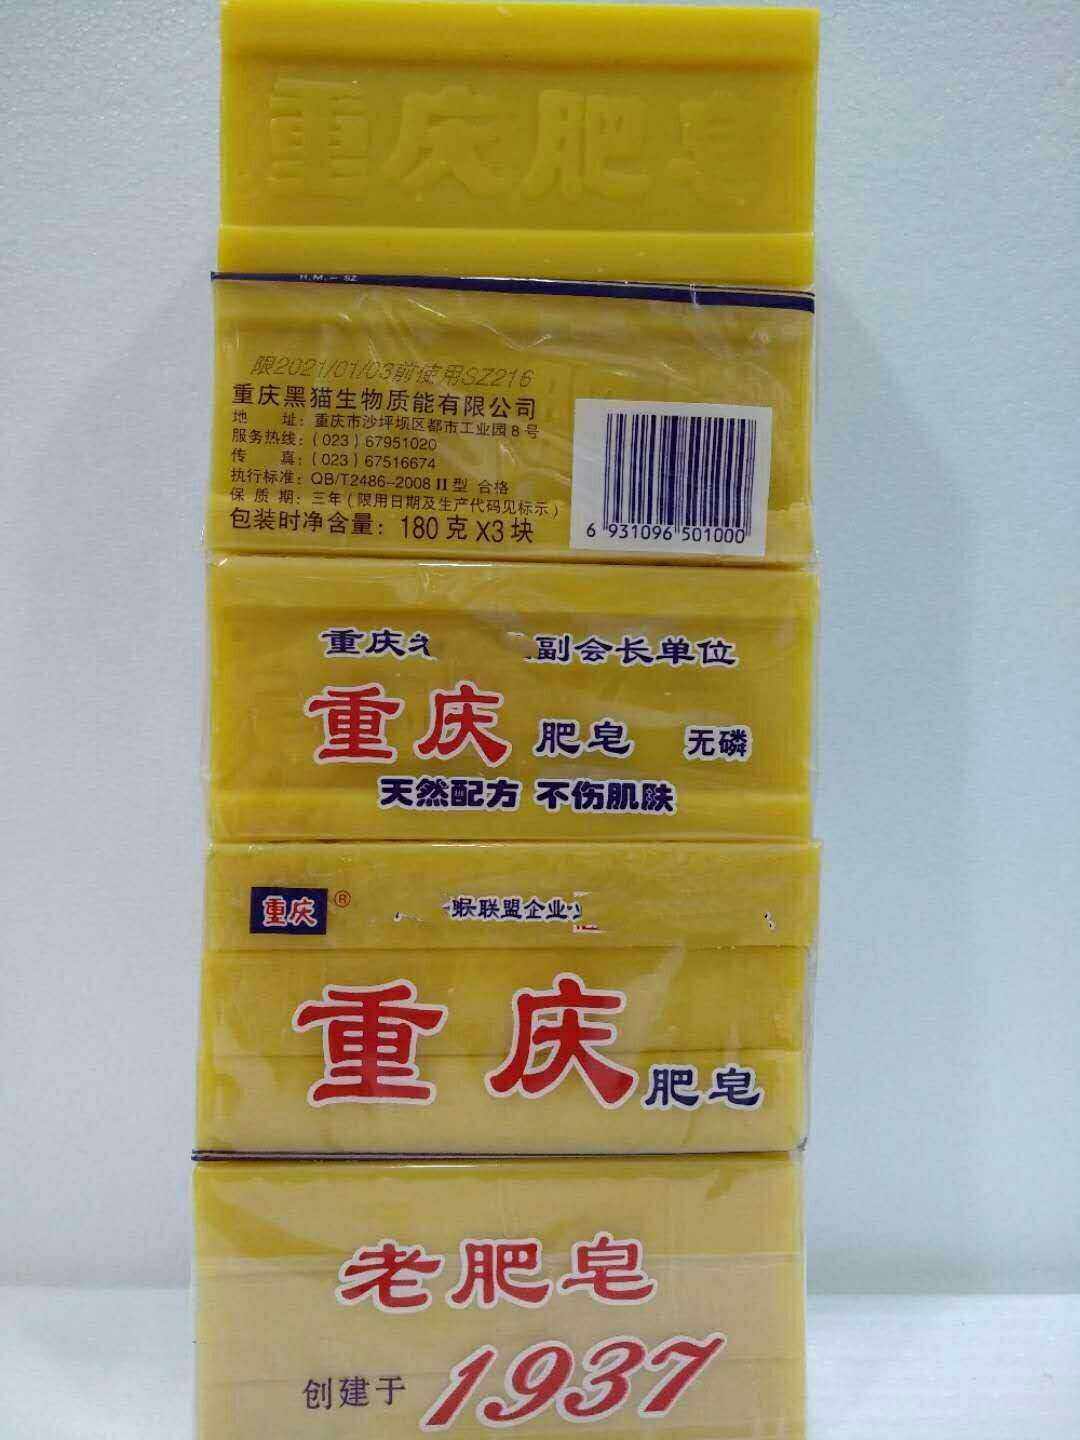 重庆肥皂
限2021/01/03前使用SZ216
重庆黑猫生物质能有限公司
地 址：重庆市沙坪坝区都市工业园8号
服务热线：（023）67951020
传 真：（023）67516674
执行标准：QB/T2486-2008 II型 合格
保 质 期：三年（限用日期及生产代码见标示）
包装时净含量：180克X3块
6 931096 501000
重庆 副会长单位
重庆 肥皂 无磷
天然配方 不伤肌肤
重庆®
联盟企业
重庆 肥皂
老肥皂
创建于 1937